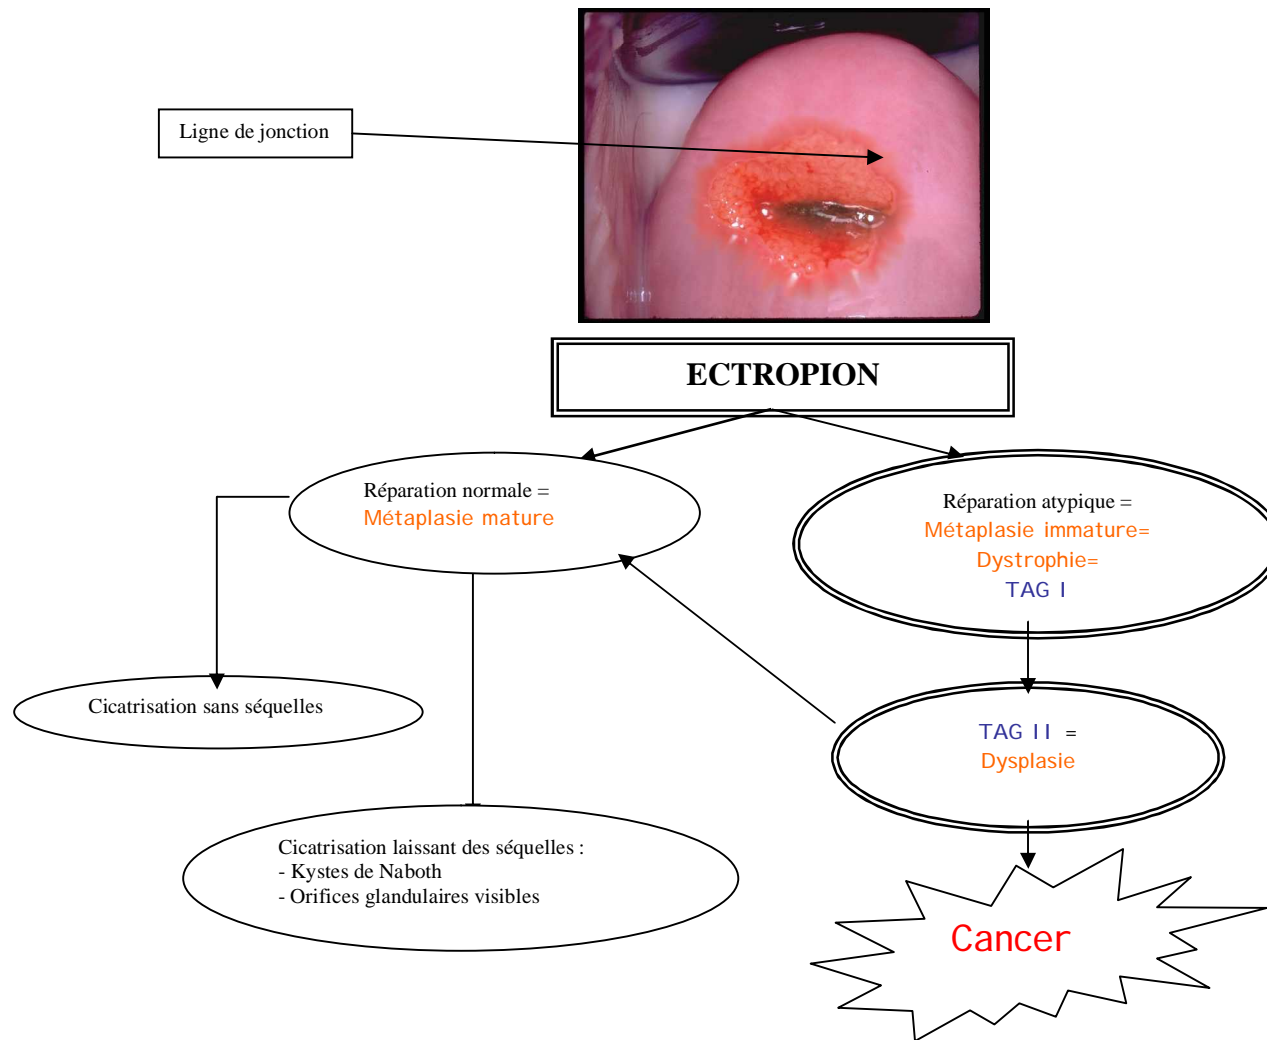 Ligne de jonction
ECTROPION
Réparation normale =
Métaplasie mature
Réparation atypique =
Métaplasie immature=
Dystrophie=
TAG I
Cicatrisation sans séquelles
TAG II =
Dysplasie
Cicatrisation laissant des séquelles :
- Kystes de Naboth
- Orifices glandulaires visibles
Cancer